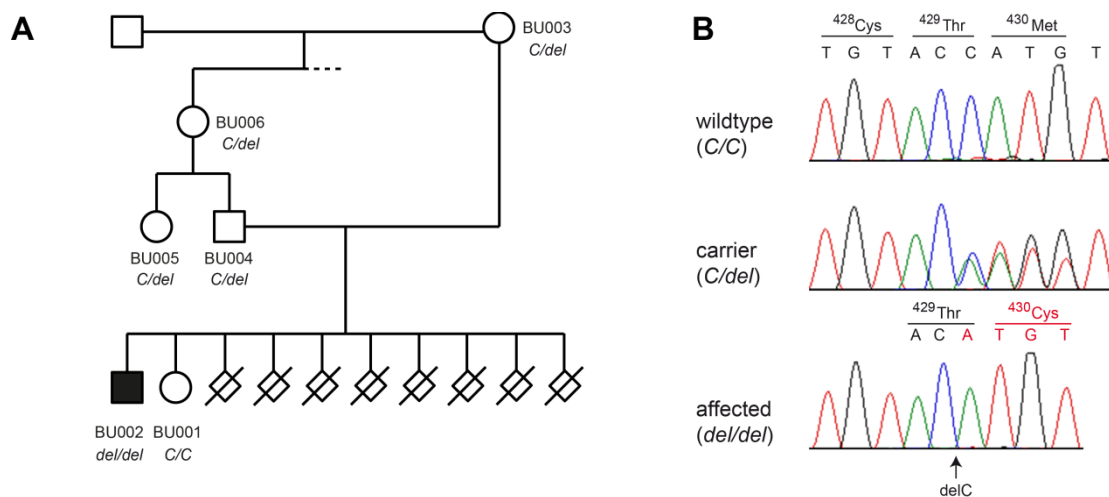 A
BU003
C/del
BU006
C/del
BU005
C/del
BU004
C/del
BU002
del/del
BU001
C/C
B
428Cys 429Thr 430Met
T G T A C C A T G T
wildtype
(C/C)
carrier
(C/del)
429Thr 430Cys
A C A T G T
affected
(del/del)
delC